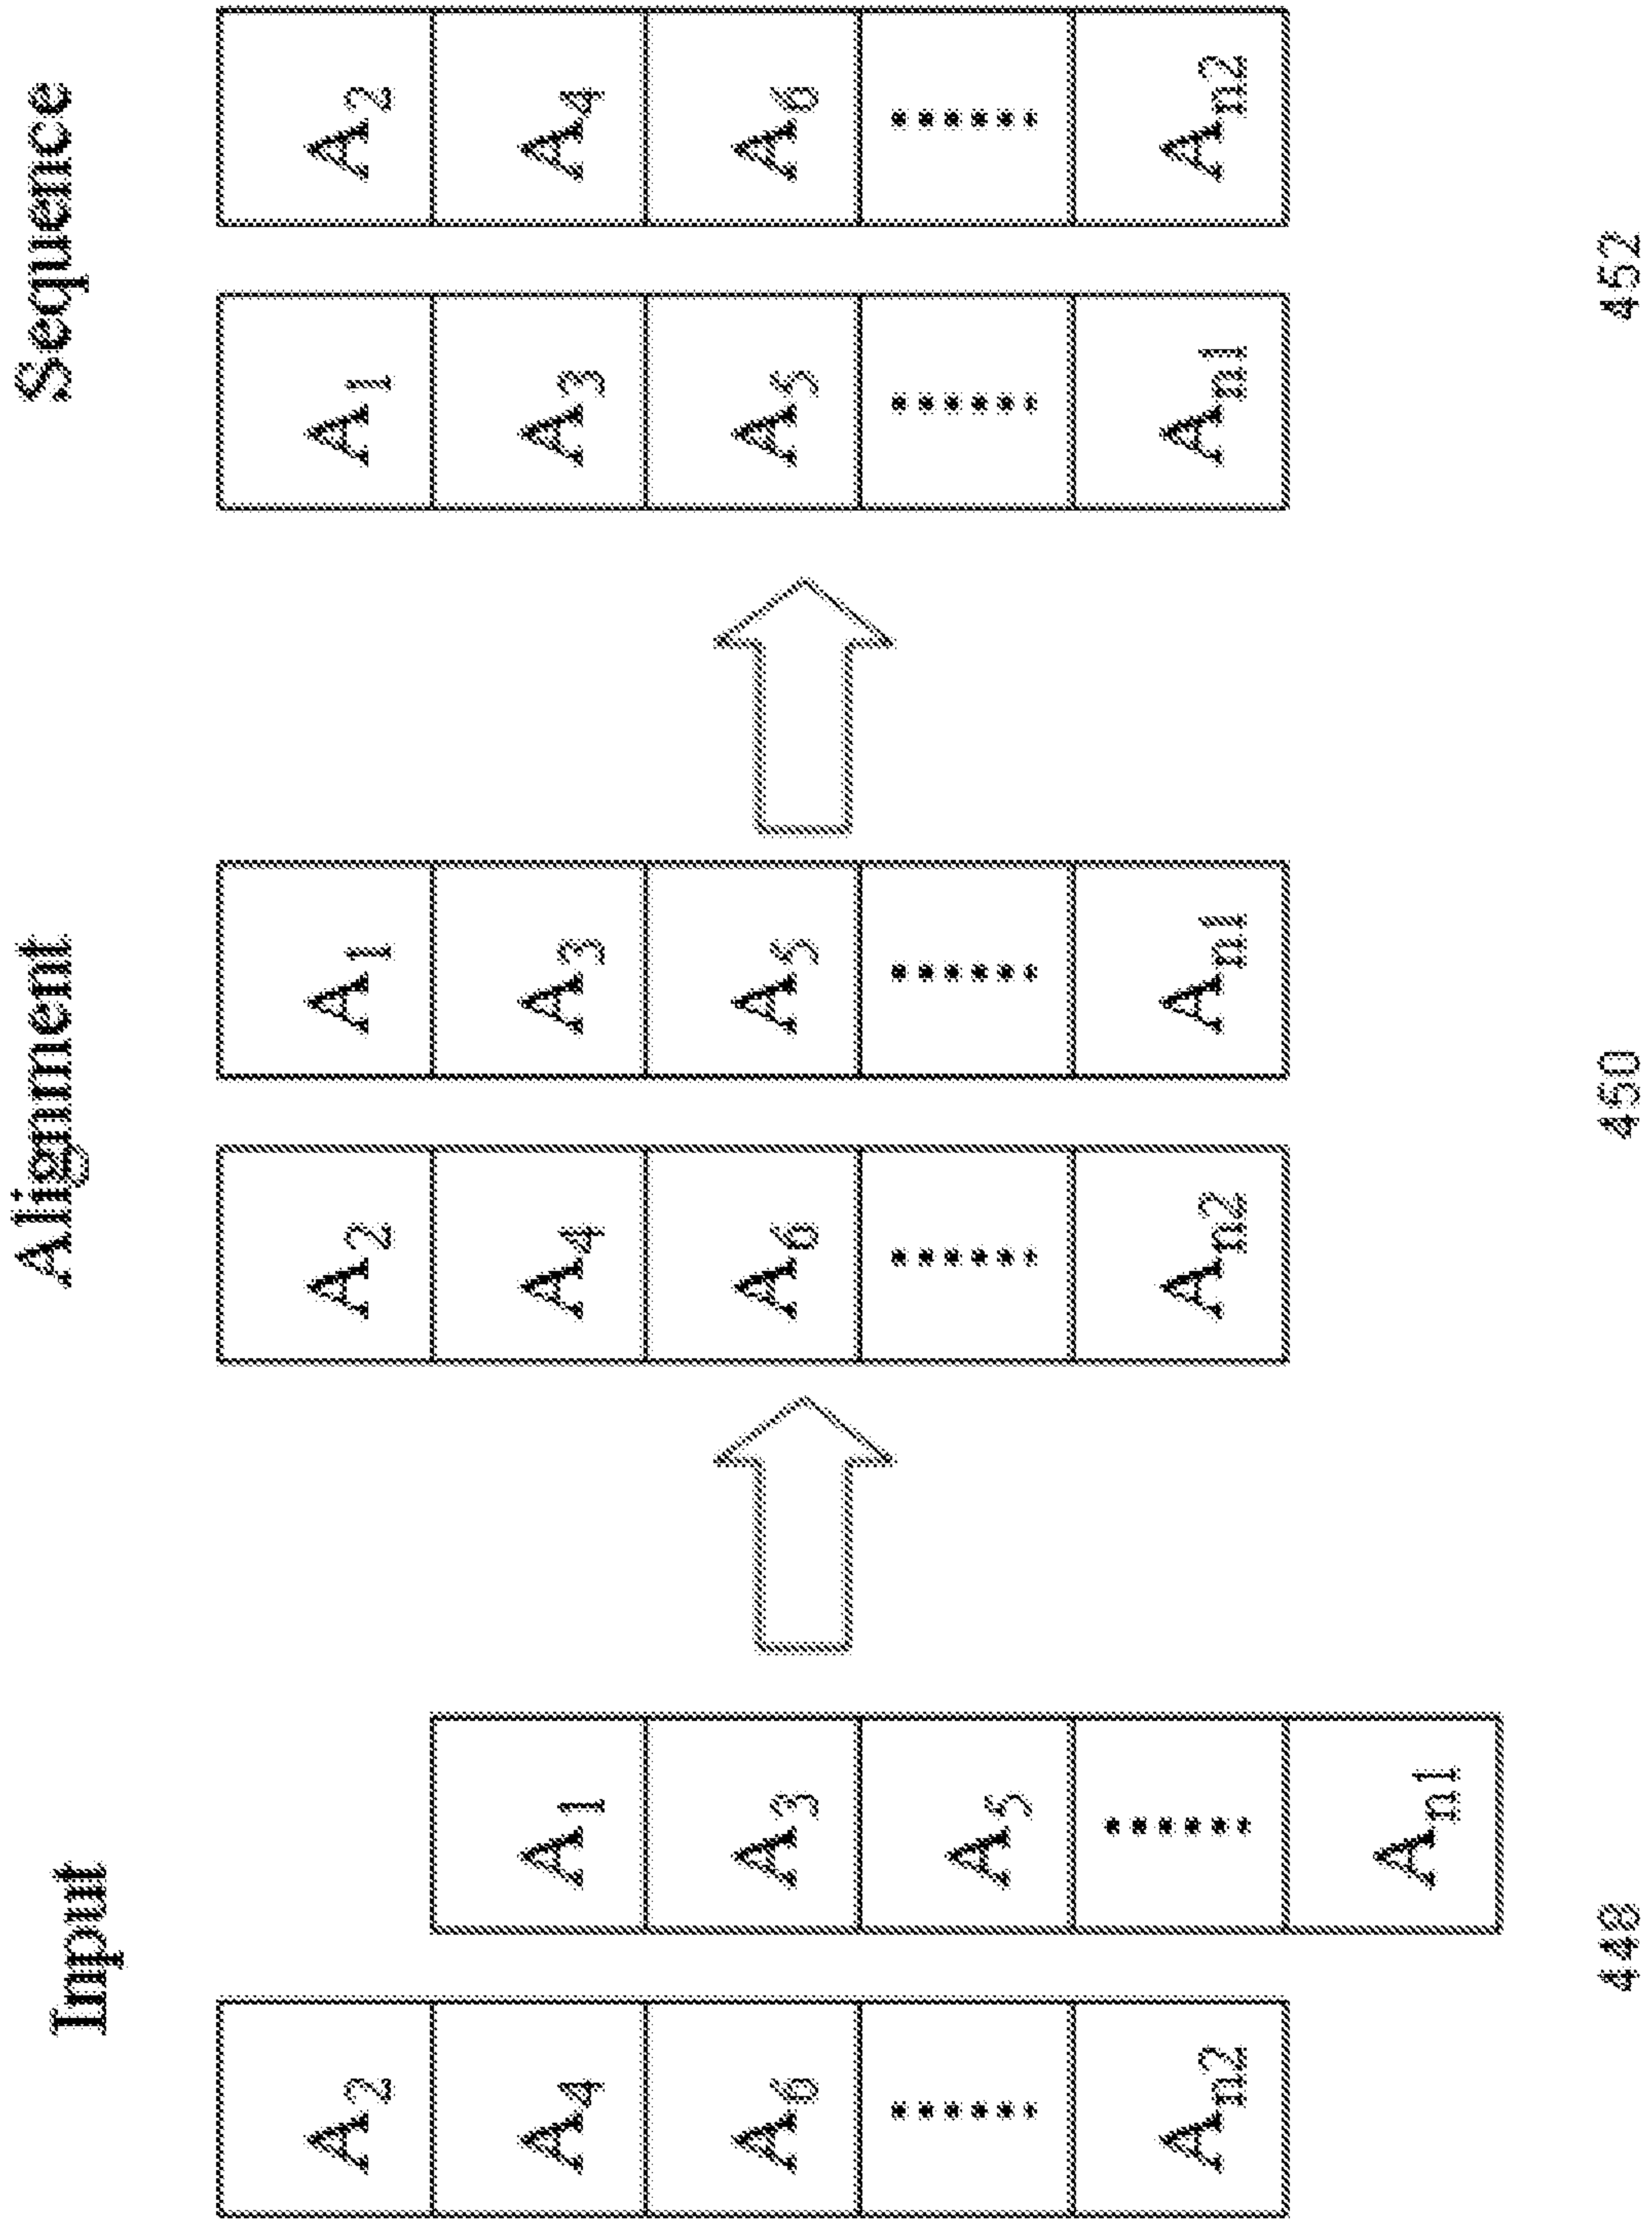 Input Alignment Sequence
A₂ A₂ A₁ A₁ A₂
A₄ A₁ A₄ A₃ A₃ A₄
A₆ A₃ A₆ A₅ A₅ A₆
...... A₅ ...... ...... ...... ......
Aₙ₂ ...... Aₙ₂ Aₙ₁ Aₙ₁ Aₙ₂
Aₙ₁
448 450 452